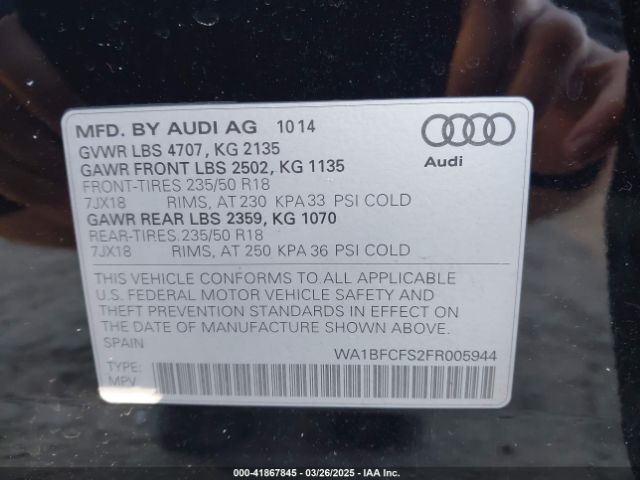 MFD. BY AUDI AG 10 14
GVWR LBS 4707, KG 2135
GAWR FRONT LBS 2502, KG 1135
FRONT-TIRES 235/50 R18
7JX18 RIMS, AT 230 KPA 33 PSI COLD
GAWR REAR LBS 2359, KG 1070
REAR-TIRES 235/50 R18
7JX18 RIMS, AT 250 KPA 36 PSI COLD
Audi
THIS VEHICLE CONFORMS TO ALL APPLICABLE
U.S. FEDERAL MOTOR VEHICLE SAFETY AND
THEFT PREVENTION STANDARDS IN EFFECT ON
THE DATE OF MANUFACTURE SHOWN ABOVE.
SPAIN
WA1BFCFS2FR005944
TYPE:
MPV
000-41867845 | 03/26/2025 | IAA Inc.